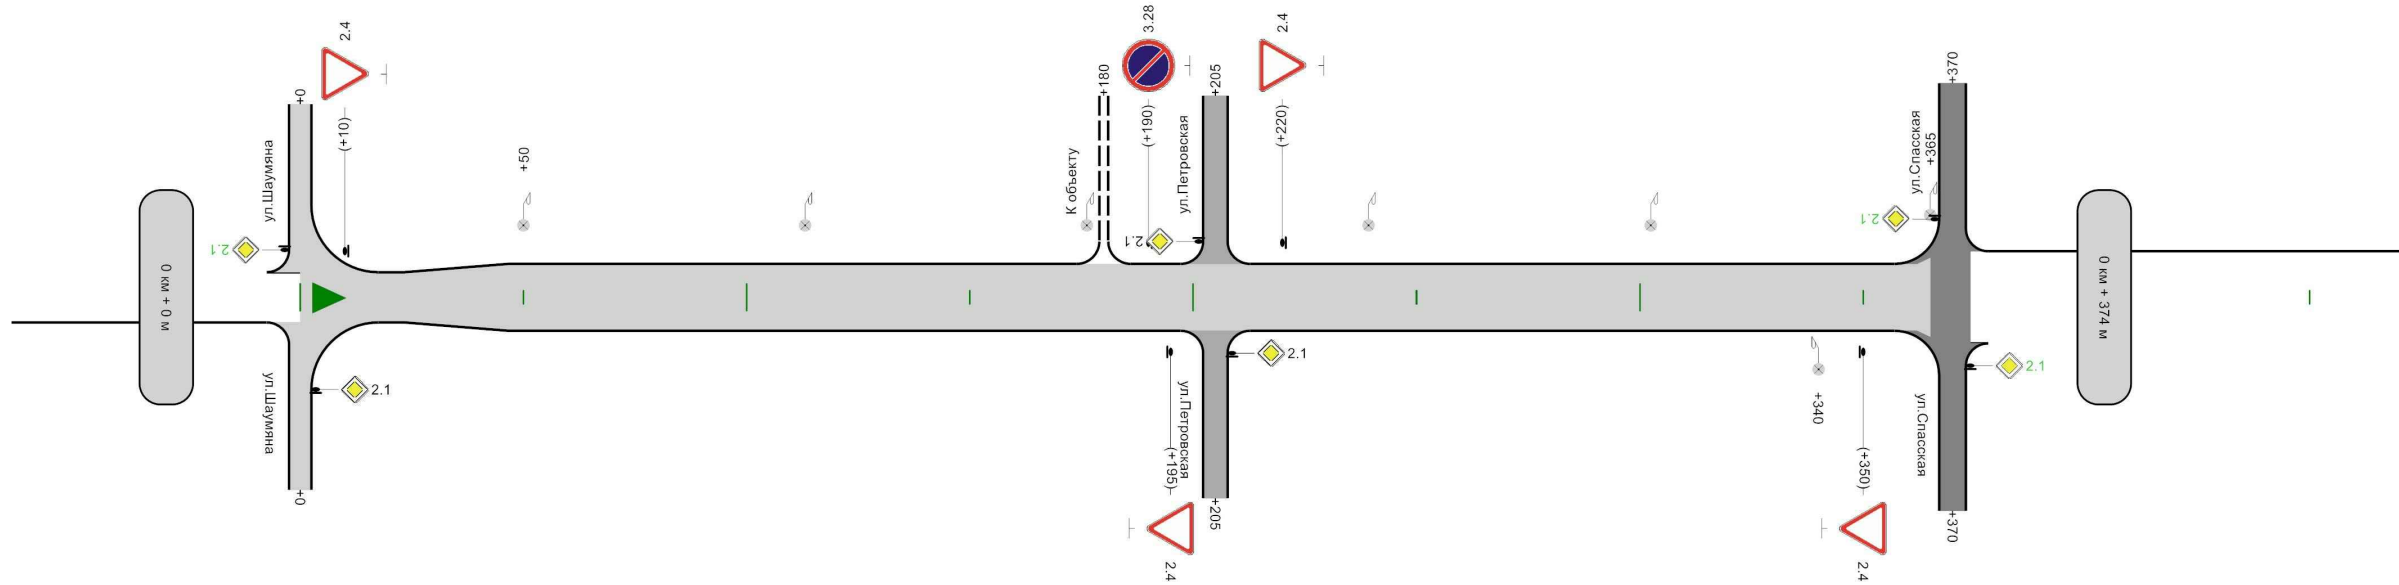 2.4
+0
(+10)
ул.Шаумяна
2.1
0 км + 0 м
+50
+180
К объекту
3.28
(+190)
2.1
ул.Петровская
+205
2.4
(+220)
+370
ул.Спасская
+365
2.1
0 км + 374 м
ул.Шаумяна
2.1
+0
2.1
ул.Петровская
(+195)
+205
2.4
+340
(+350)
2.4
ул.Спасская
2.1
+370